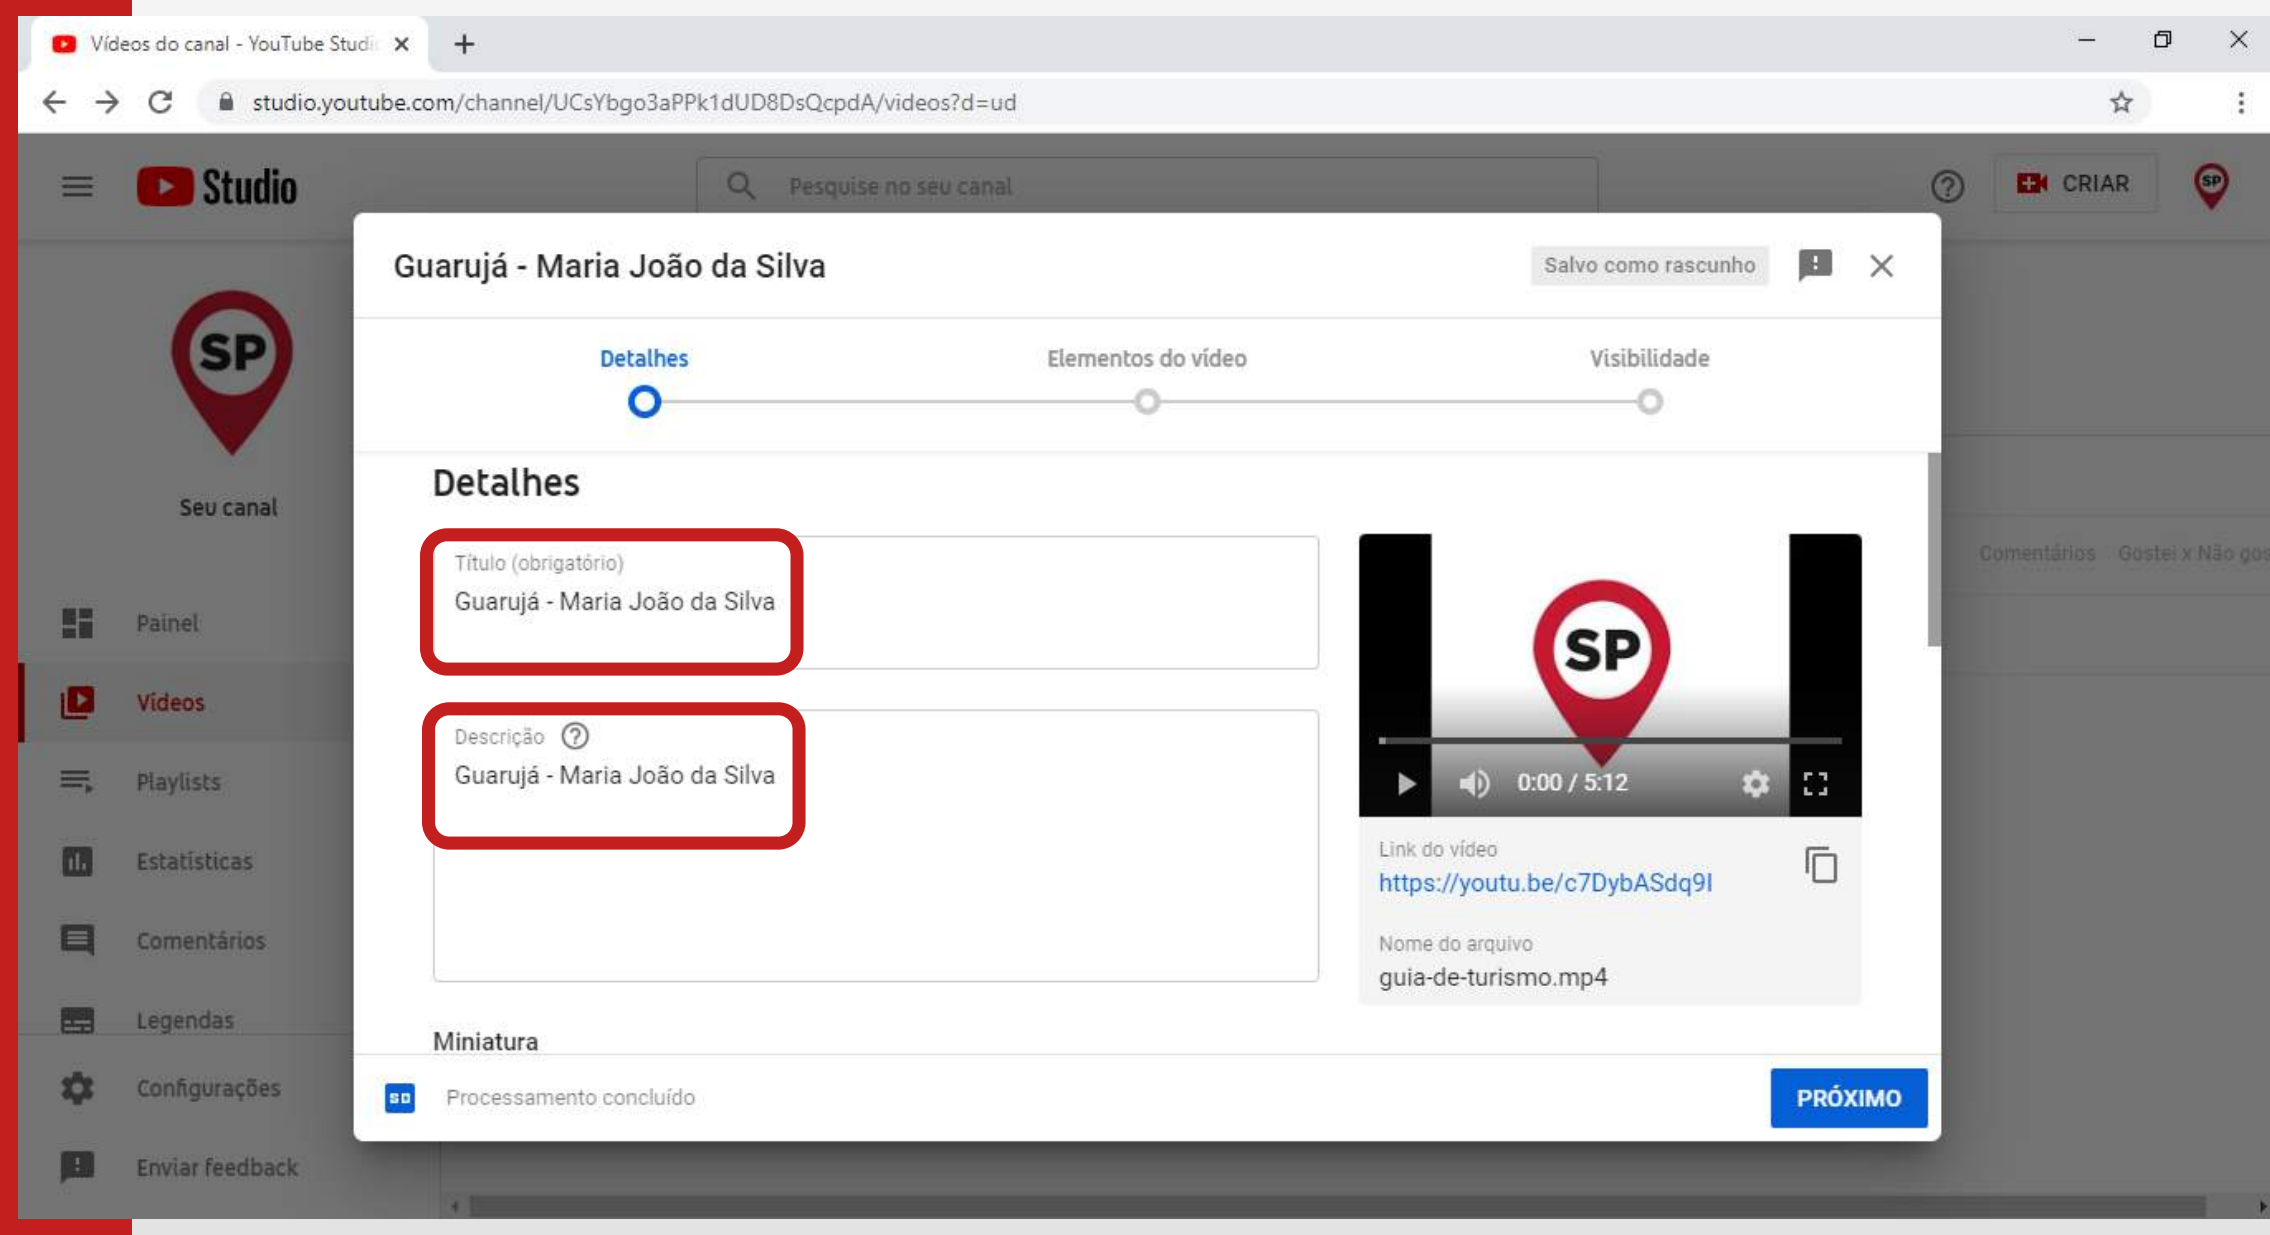 Vídeos do canal - YouTube Studi
studio.youtube.com/channel/UCsYbgo3aPPk1dUD8DsQcpdA/videos?d=ud
Studio
Pesquise no seu canal
CRIAR
SP
Guarujá - Maria João da Silva
Salvo como rascunho
Detalhes
Elementos do vídeo
Visibilidade
SP
Seu canal
Detalhes
Título (obrigatório)
Guarujá - Maria João da Silva
Descrição
Guarujá - Maria João da Silva
SP
0:00 / 5:12
Link do vídeo
https://youtu.be/c7DybASdq9I
Nome do arquivo
guia-de-turismo.mp4
Comentários Gostei x Não gos
Painel
Vídeos
Playlists
Estatísticas
Comentários
Legendas
Configurações
Enviar feedback
Miniatura
SD
Processamento concluído
PRÓXIMO